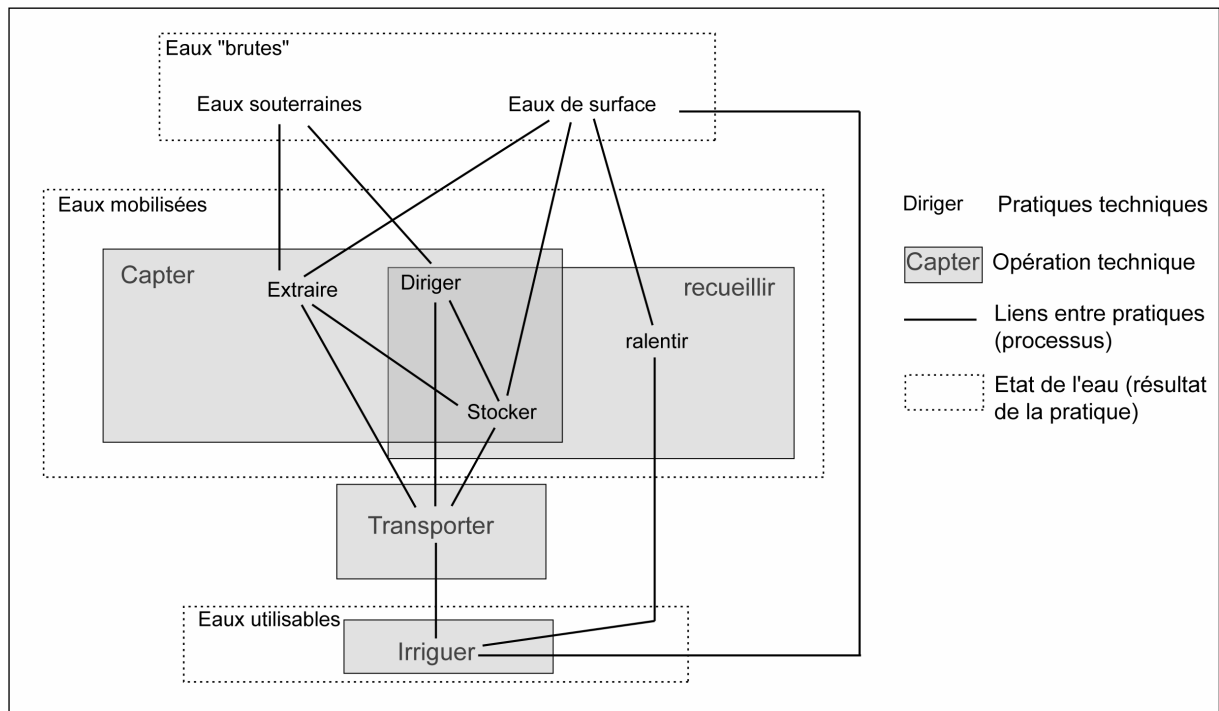 Eaux "brutes"
Eaux souterraines
Eaux de surface
Eaux mobilisées
Capter
Extraire
Diriger
recueillir
ralentir
Stocker
Transporter
Eaux utilisables
Irriguer
Diriger
Pratiques techniques
Capter
Opération technique
Liens entre pratiques
(processus)
Etat de l'eau (résultat
de la pratique)